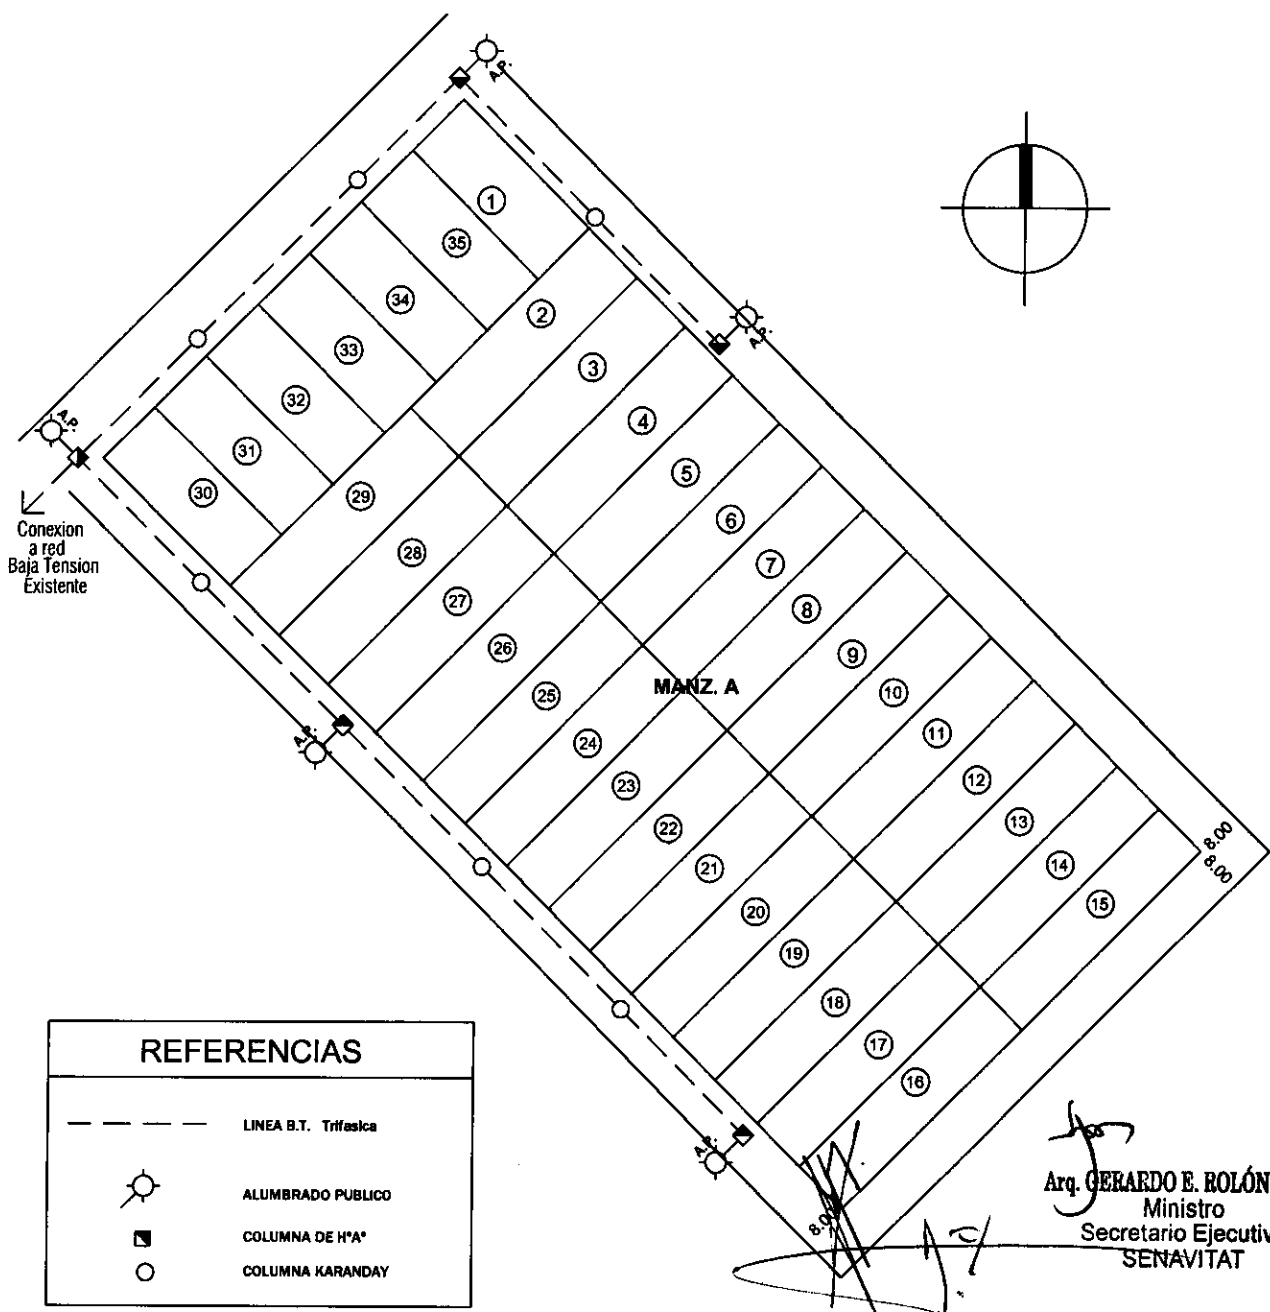 A.P.
1
35
34
33
32
31
30
2
3
4
5
6
7
8
9
10
11
12
13
14
15
29
28
27
26
25
24
23
22
21
20
19
18
17
16
A.P.
A.P.
A.P.
A.P.
MANZ. A
Conexion
a red
Baja Tension
Existente
8.00
8.00
8.00
REFERENCIAS
LINEA B.T. Trifasica
ALUMBRADO PUBLICO
COLUMNA DE HºAº
COLUMNA KARANDAY
Arq. GERARDO E. ROLÓN
Ministro
Secretario Ejecutiv
SENAVITAT